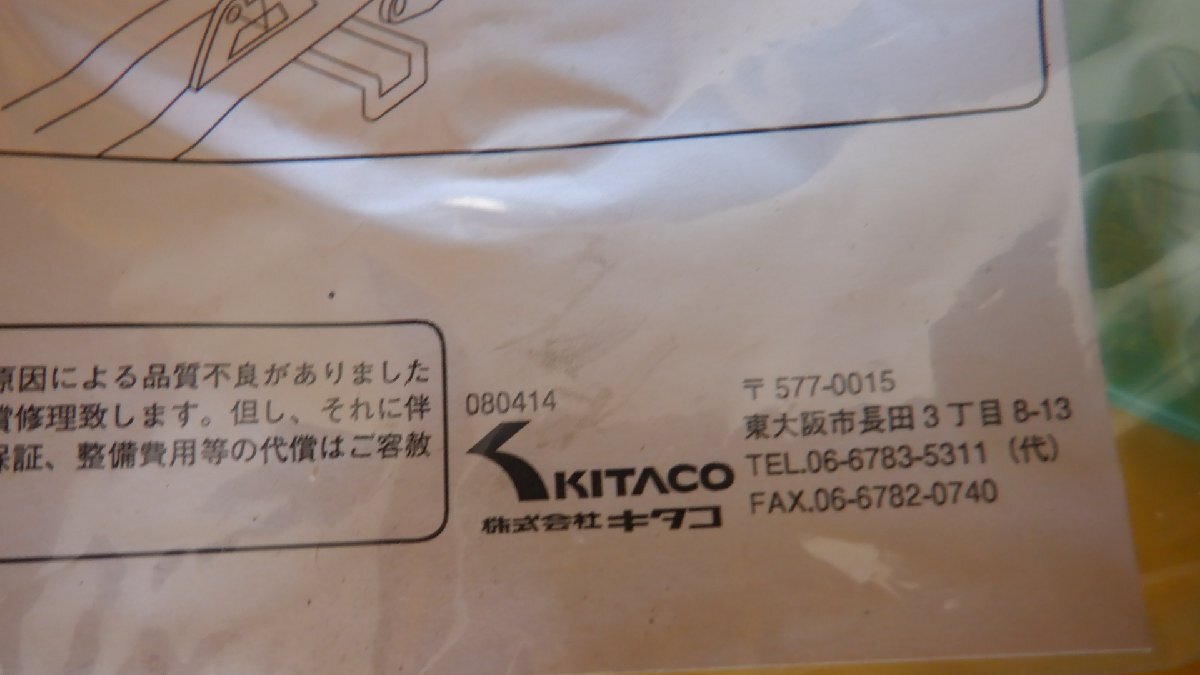 原因による品質不良がありました
償修理致します。但し、それに伴
保証、整備費用等の代償はご容赦
080414
KITACO
株式会社 キタコ
〒577-0015
東大阪市長田3丁目8-13
TEL.06-6783-5311（代）
FAX.06-6782-0740